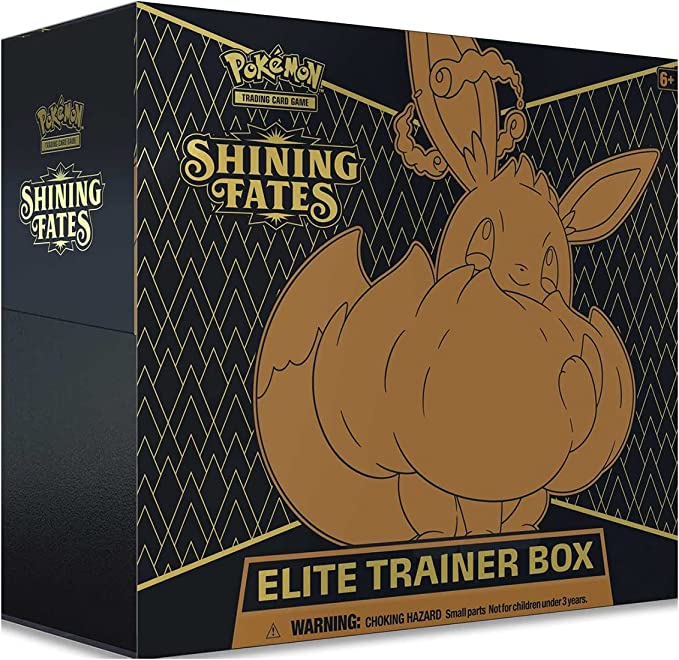 POKéMON
TRADING CARD GAME
SHINING
FATES
POKéMON
TRADING CARD GAME
SHINING
FATES
6+
ELITE TRAINER BOX
WARNING: CHOKING HAZARD Small parts Not for children under 3 years.